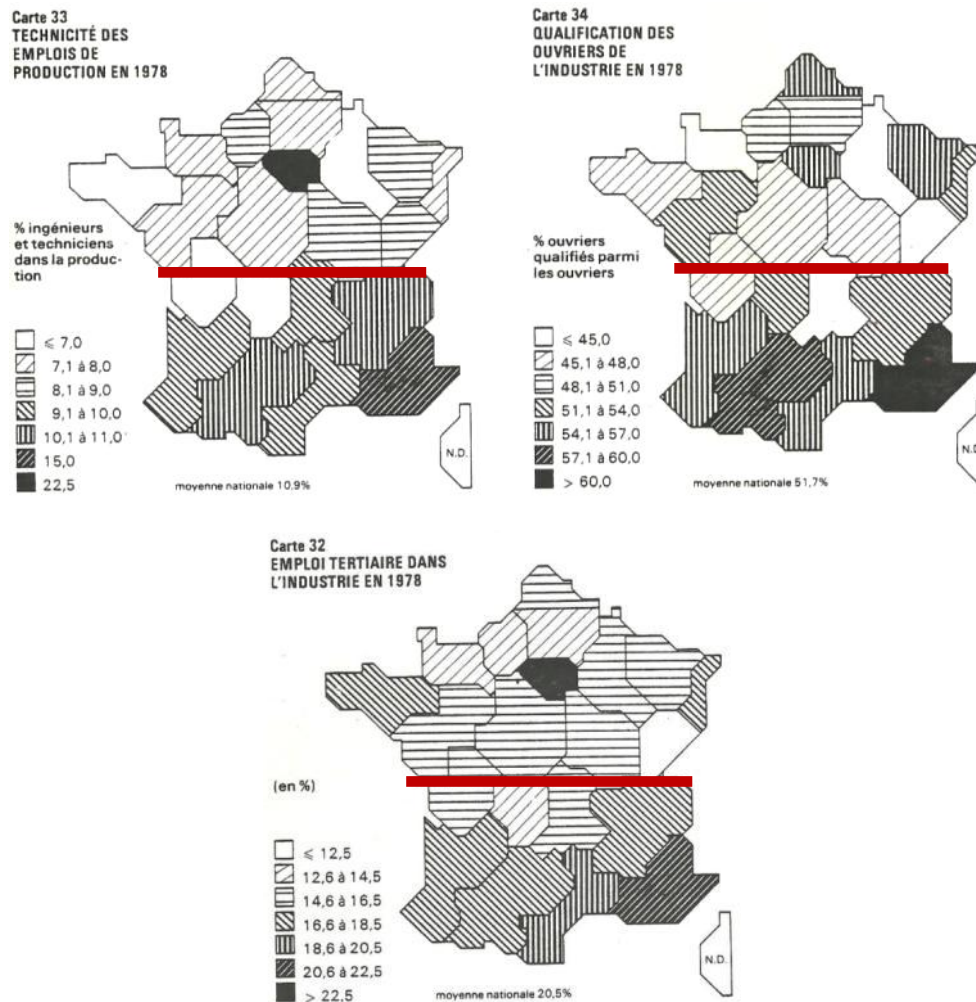 Carte 33
TECHNICITÉ DES
EMPLOIS DE
PRODUCTION EN 1978
% ingénieurs
et techniciens
dans la produc-
tion
⩽ 7,0
7,1 à 8,0
8,1 à 9,0
9,1 à 10,0
10,1 à 11,0
15,0
22,5
N.D.
moyenne nationale 10,9%
Carte 34
QUALIFICATION DES
OUVRIERS DE
L'INDUSTRIE EN 1978
% ouvriers
qualifiés parmi
les ouvriers
⩽ 45,0
45,1 à 48,0
48,1 à 51,0
51,1 à 54,0
54,1 à 57,0
57,1 à 60,0
> 60,0
N.D.
moyenne nationale 51,7%
Carte 32
EMPLOI TERTIAIRE DANS
L'INDUSTRIE EN 1978
(en %)
⩽ 12,5
12,6 à 14,5
14,6 à 16,5
16,6 à 18,5
18,6 à 20,5
20,6 à 22,5
> 22,5
N.D.
moyenne nationale 20,5%